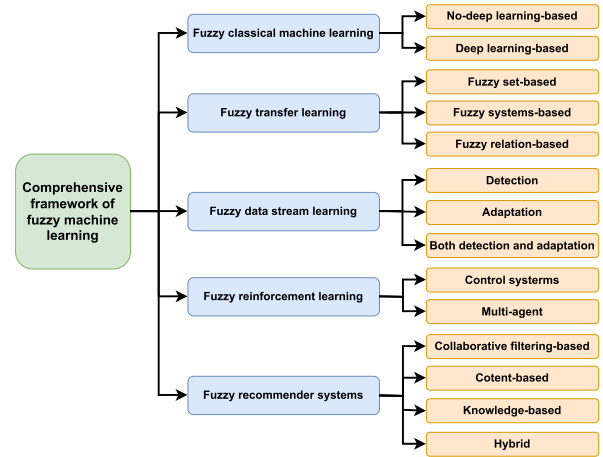 Comprehensive
framework of
fuzzy machine
learning
Fuzzy classical machine learning
No-deep learning-based
Deep learning-based
Fuzzy transfer learning
Fuzzy set-based
Fuzzy systems-based
Fuzzy relation-based
Fuzzy data stream learning
Detection
Adaptation
Both detection and adaptation
Fuzzy reinforcement learning
Control systerms
Multi-agent
Fuzzy recommender systems
Collaborative filtering-based
Cotent-based
Knowledge-based
Hybrid